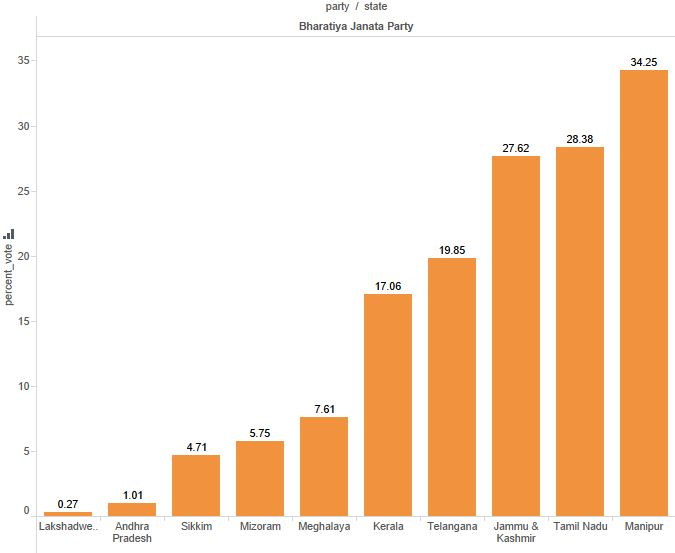 party / state
Bharatiya Janata Party
35
30
25
20
15
10
5
0
percent_vote
0.27
1.01
4.71
5.75
7.61
17.06
19.85
27.62
28.38
34.25
Lakshadwe..
Andhra
Pradesh
Sikkim
Mizoram
Meghalaya
Kerala
Telangana
Jammu &
Kashmir
Tamil Nadu
Manipur